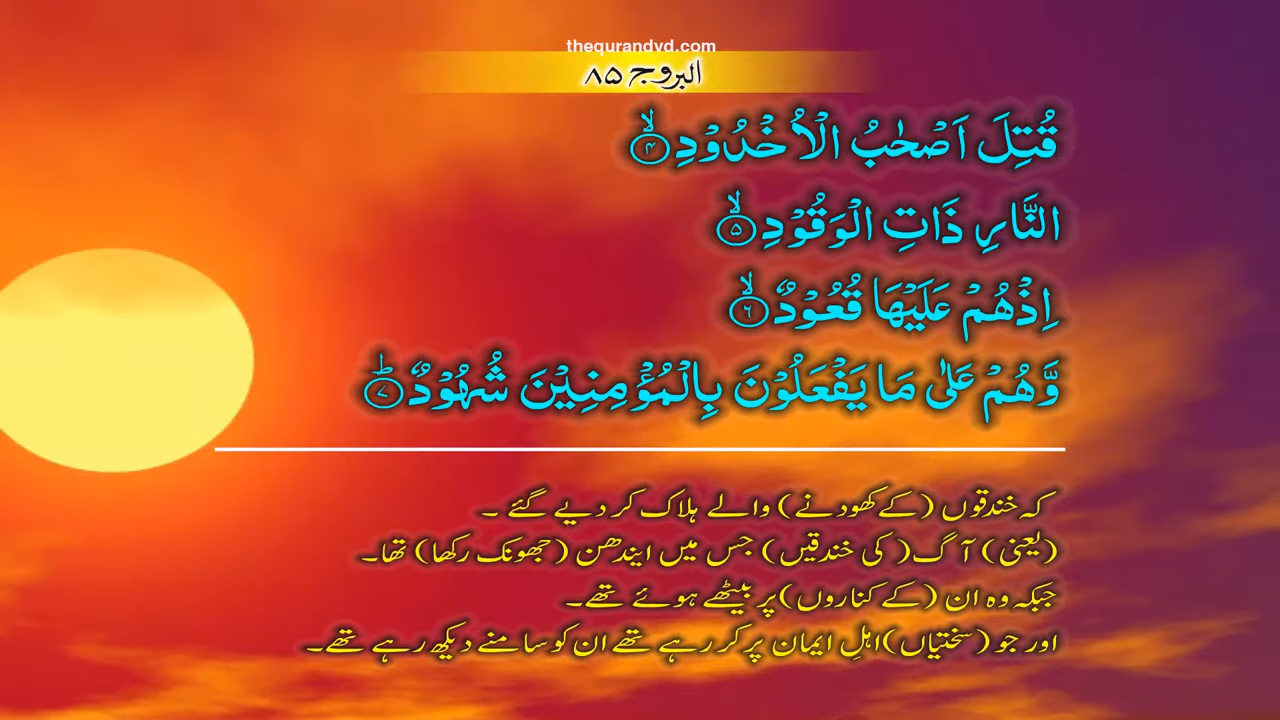 thequrandvd.com
البروج ۸۵
قُتِلَ اَصْحٰبُ الْاُخْدُوْدِۙ‏﴿۴﴾
النَّارِ ذَاتِ الْوَقُوْدِۙ‏﴿۵﴾
اِذْهُمْ عَلَيْهَا قُعُوْدٌۙ‏﴿۶﴾
وَّهُمْ عَلٰى مَا يَفْعَلُوْنَ بِالْمُؤْمِنِيْنَ شُهُوْدٌؕ‏﴿۷﴾
کہ خندقوں (کے کھودنے) والے ہلاک کر دیے گئے ۔
(یعنی) آگ (کی خندقیں) جس میں ایندھن (جھونک رکھا) تھا۔
جبکہ وہ ان (کے کناروں) پر بیٹھے ہوئے تھے۔
اور جو (سختیاں) اہلِ ایمان پر کر رہے تھے ان کو سامنے دیکھ رہے تھے۔